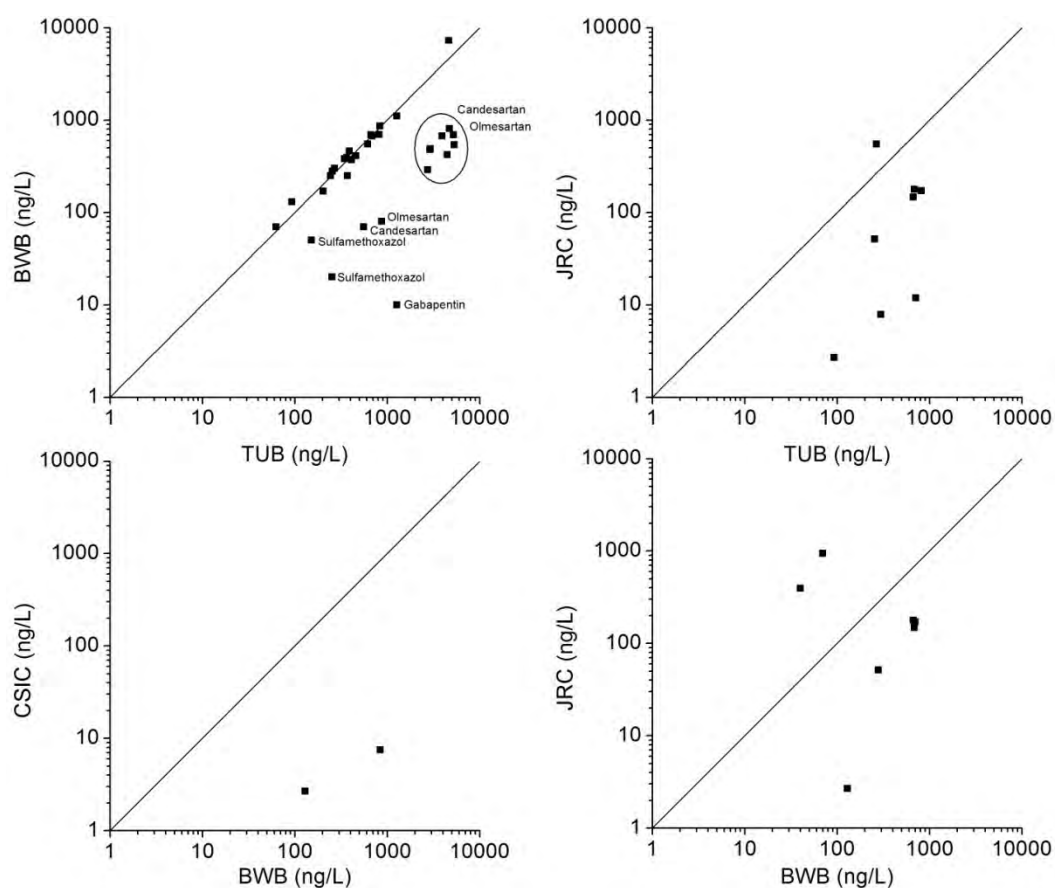 10000
1000
100
10
1
BWB (ng/L)
Candesartan
Olmesartan
Olmesartan
Candesartan
Sulfamethoxazol
Sulfamethoxazol
Gabapentin
1 10 100 1000 10000
TUB (ng/L)
10000
1000
100
10
1
JRC (ng/L)
1 10 100 1000 10000
TUB (ng/L)
10000
1000
100
10
1
CSIC (ng/L)
1 10 100 1000 10000
BWB (ng/L)
10000
1000
100
10
1
JRC (ng/L)
1 10 100 1000 10000
BWB (ng/L)